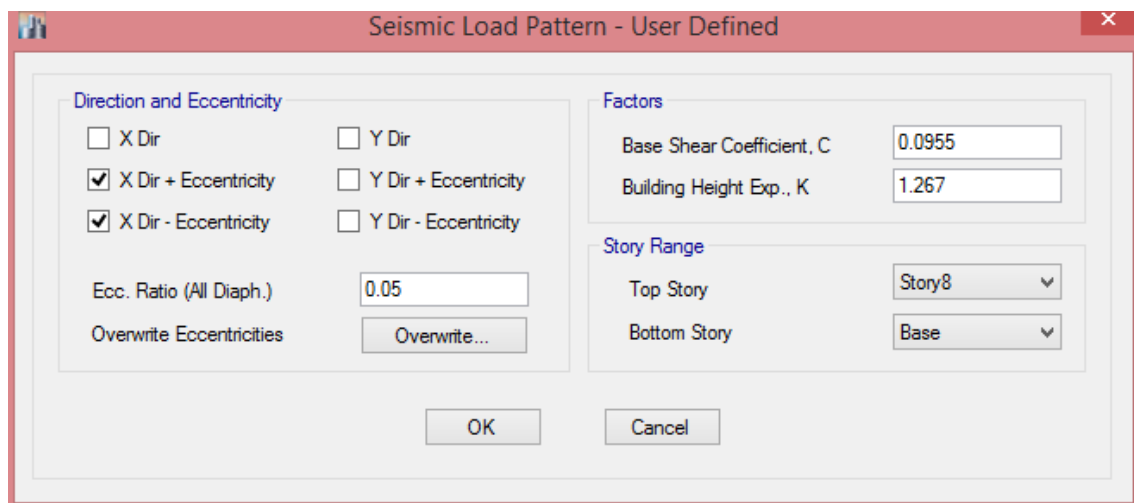 Seismic Load Pattern - User Defined
Direction and Eccentricity
X Dir
Y Dir
X Dir + Eccentricity
Y Dir + Eccentricity
X Dir - Eccentricity
Y Dir - Eccentricity
Ecc. Ratio (All Diaph.)
0.05
Overwrite Eccentricities
Overwrite...
Factors
Base Shear Coefficient, C
0.0955
Building Height Exp., K
1.267
Story Range
Top Story
Story8
Bottom Story
Base
OK
Cancel